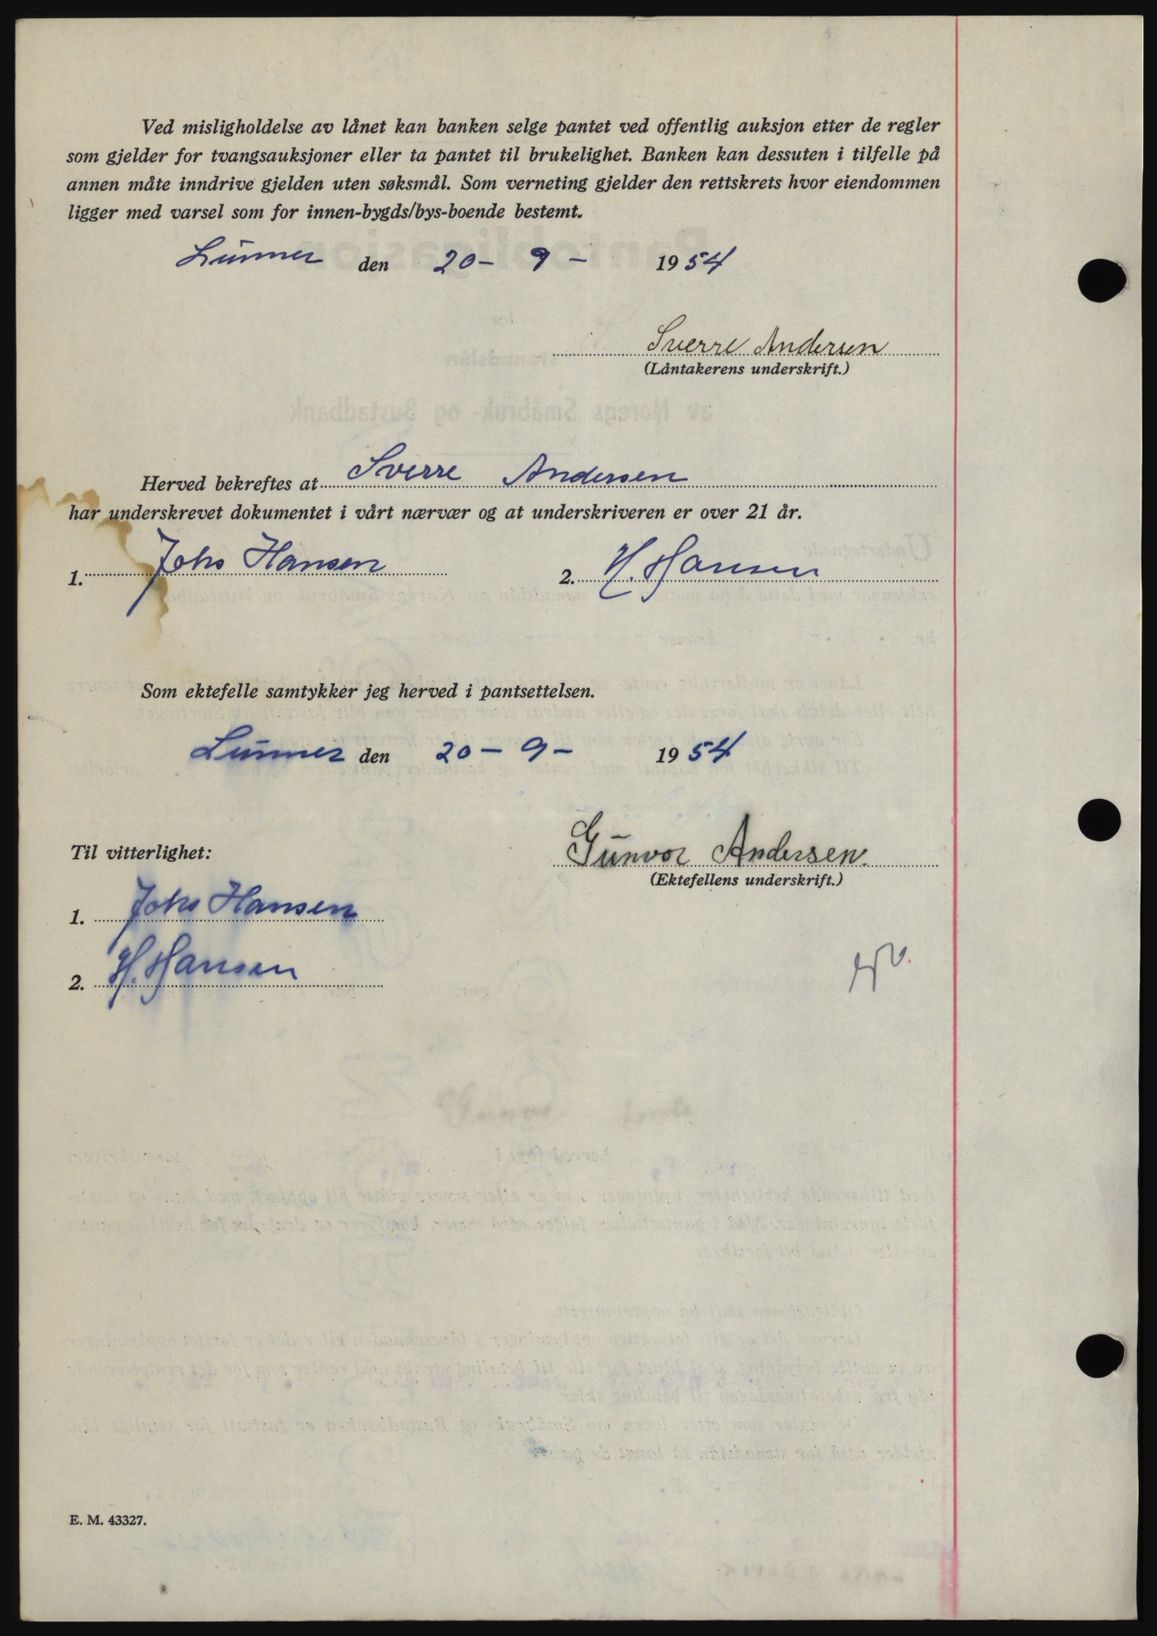 Ved misligholdelse av lånet kan banken selge pantet ved offentlig auksjon etter de regler
som gjelder for tvangsauksjoner eller ta pantet til brukelighet. Banken kan dessuten i tilfelle på
annen måte inndrive gjelden uten søksmål. Som verneting gjelder den rettskrets hvor eiendommen
ligger med varsel som for innen-bygds/bys-boende bestemt.
Lunner den 20 - 9 - 1954
Sverre Andersen
(Låntakerens underskrift.)
Herved bekreftes at Sverre Andersen
har underskrevet dokumentet i vårt nærvær og at underskriveren er over 21 år.
1. Johs Hansen 2. H. Hansen
Som ektefelle samtykker jeg herved i pantsettelsen.
Lunner den 20 - 9 - 1954
Til vitterlighet: Gunvor Andersen
(Ektefellens underskrift.)
1. Johs Hansen
2. H. Hansen
E. M. 43327.